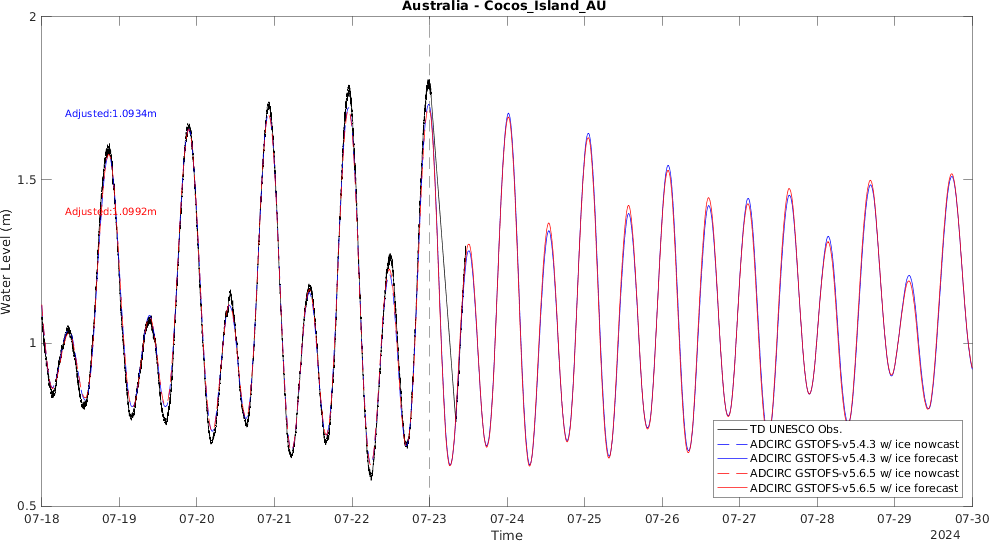 Australia - Cocos_Island_AU
2
Adjusted:1.0934m
1.5
Adjusted:1.0992m
Water Level (m)
1
TD UNESCO Obs.
ADCIRC GSTOFS-v5.4.3 w/ ice nowcast
ADCIRC GSTOFS-v5.4.3 w/ ice forecast
ADCIRC GSTOFS-v5.6.5 w/ ice nowcast
ADCIRC GSTOFS-v5.6.5 w/ ice forecast
0.5
07-18 07-19 07-20 07-21 07-22 07-23 07-24 07-25 07-26 07-27 07-28 07-29 07-30
Time
2024